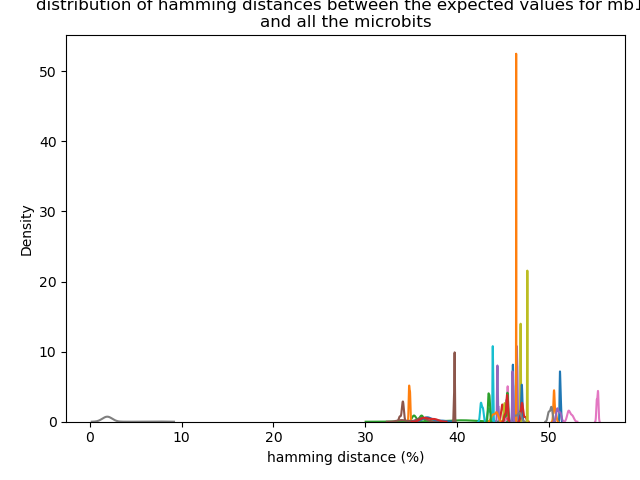 distribution of hamming distances between the expected values for mb1
and all the microbits
50
40
30
20
10
0
Density
0 10 20 30 40 50
hamming distance (%)